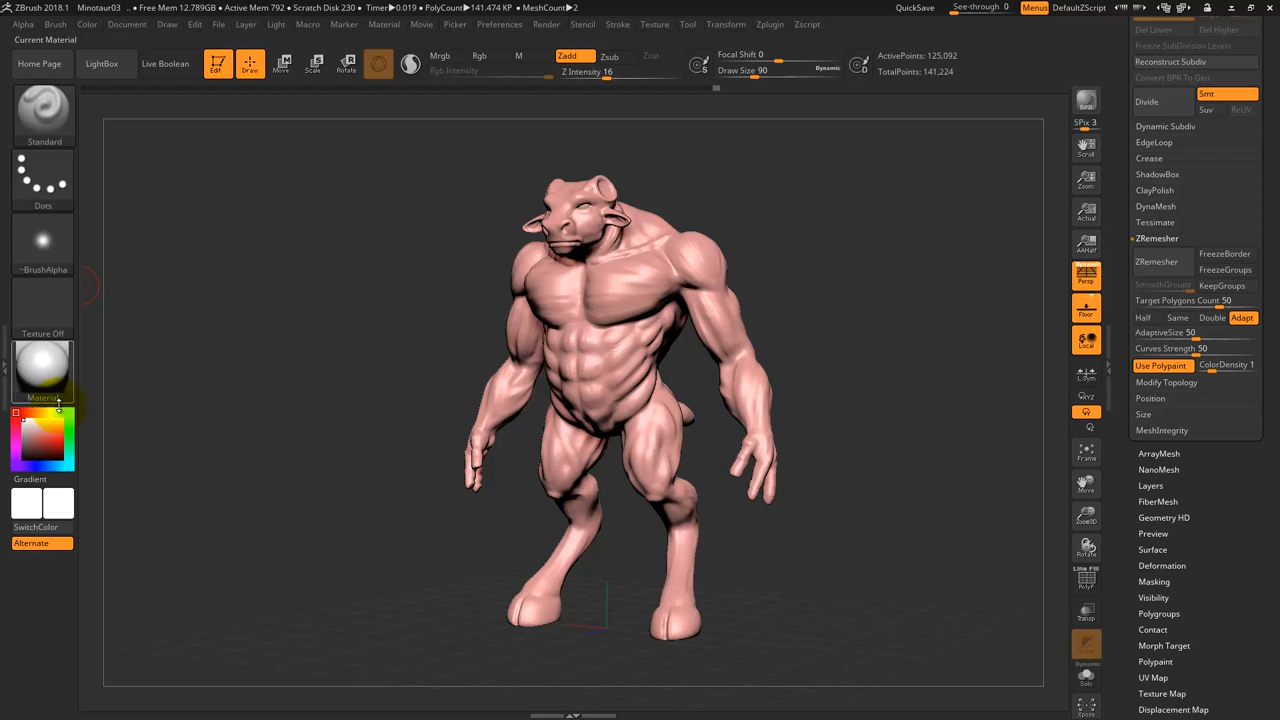 ZBrush 2018.1 Minotaur03 .. • Free Mem 12.789GB • Active Mem 792 • Scratch Disk 230 • Timer▶0.019 • PolyCount▶141.474 KP • MeshCount▶2
QuickSave See-through 0 Menus DefaultZScript
Alpha Brush Color Document Draw Edit File Layer Light Macro Marker Material Movie Picker Preferences Render Stencil Stroke Texture Tool Transform Zplugin Zscript
Current Material
Home Page LightBox Live Boolean
Edit Draw Move Scale Rotate
Mrgb Rgb M Zadd Zsub Zcut
Rgb Intensity Z Intensity 16
Focal Shift 0
Draw Size 90 Dynamic
S D
ActivePoints: 125,092
TotalPoints: 141,224
Standard
Dots
~BrushAlpha
Texture Off
Material
Gradient
SwitchColor
Alternate
BPR
SPix 3
Scroll
Zoom
Actual
AAHalf
Dynamic
Persp
Floor
Local
L.Sym
Frame
Move
Zoom3D
Rotate
Line Fill
PolyF
Transp
Dynamic
Solo
Xpose
Del Lower Del Higher
Freeze SubDivision Levels
Reconstruct Subdiv
Convert BPR To Geo
Divide Smt
Suv ReUV
Dynamic Subdiv
EdgeLoop
Crease
ShadowBox
ClayPolish
DynaMesh
Tessimate
ZRemesher
ZRemesher FreezeBorder
FreezeGroups
SmoothGroups KeepGroups
Target Polygons Count 50
Half Same Double Adapt
AdaptiveSize 50
Curves Strength 50
Use Polypaint ColorDensity 1
Modify Topology
Position
Size
MeshIntegrity
ArrayMesh
NanoMesh
Layers
FiberMesh
Geometry HD
Preview
Surface
Deformation
Masking
Visibility
Polygroups
Contact
Morph Target
Polypaint
UV Map
Texture Map
Displacement Map